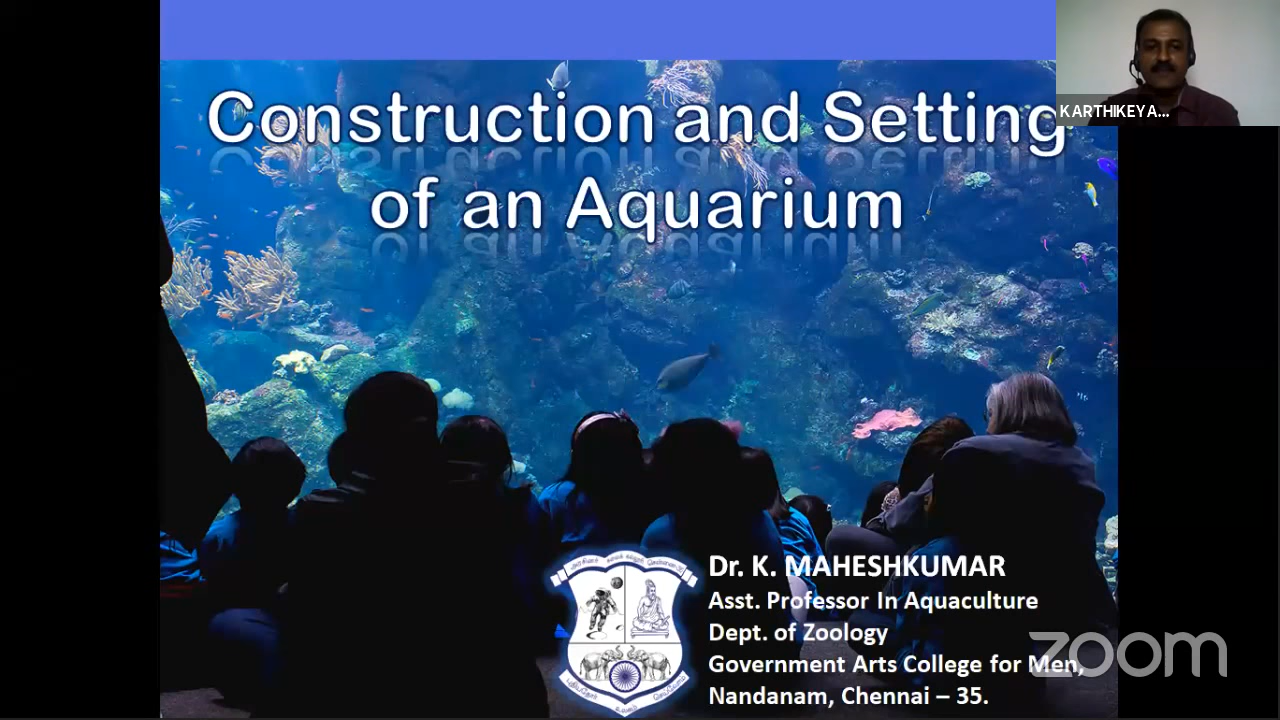 Construction and Setting
of an Aquarium
KARTHIKEYA...
Dr. K. MAHESHKUMAR
Asst. Professor In Aquaculture
Dept. of Zoology
Government Arts College for Men,
Nandanam, Chennai – 35.
zoom